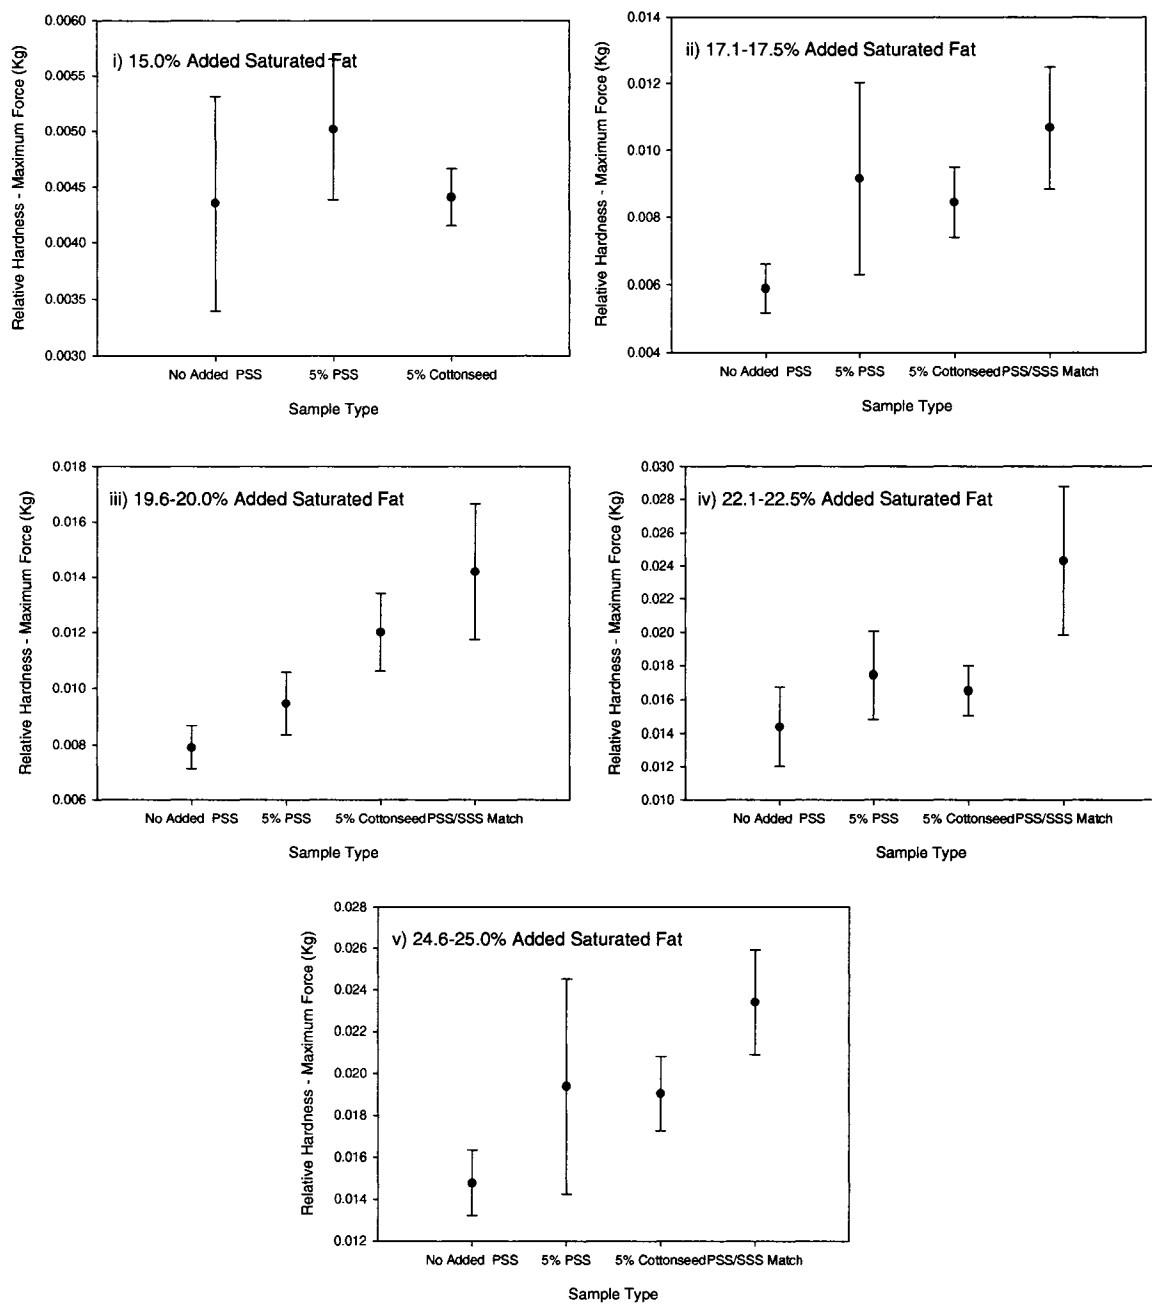 i) 15.0% Added Saturated Fat
Relative Hardness - Maximum Force (Kg)
0.0060
0.0055
0.0050
0.0045
0.0040
0.0035
0.0030
No Added PSS 5% PSS 5% Cottonseed
Sample Type
ii) 17.1-17.5% Added Saturated Fat
Relative Hardness - Maximum Force (Kg)
0.014
0.012
0.010
0.008
0.006
0.004
No Added PSS 5% PSS 5% Cottonseed PSS/SSS Match
Sample Type
iii) 19.6-20.0% Added Saturated Fat
Relative Hardness - Maximum Force (Kg)
0.018
0.016
0.014
0.012
0.010
0.008
0.006
No Added PSS 5% PSS 5% Cottonseed PSS/SSS Match
Sample Type
iv) 22.1-22.5% Added Saturated Fat
Relative Hardness - Maximum Force (Kg)
0.030
0.028
0.026
0.024
0.022
0.020
0.018
0.016
0.014
0.012
0.010
No Added PSS 5% PSS 5% Cottonseed PSS/SSS Match
Sample Type
v) 24.6-25.0% Added Saturated Fat
Relative Hardness - Maximum Force (Kg)
0.028
0.026
0.024
0.022
0.020
0.018
0.016
0.014
0.012
No Added PSS 5% PSS 5% Cottonseed PSS/SSS Match
Sample Type